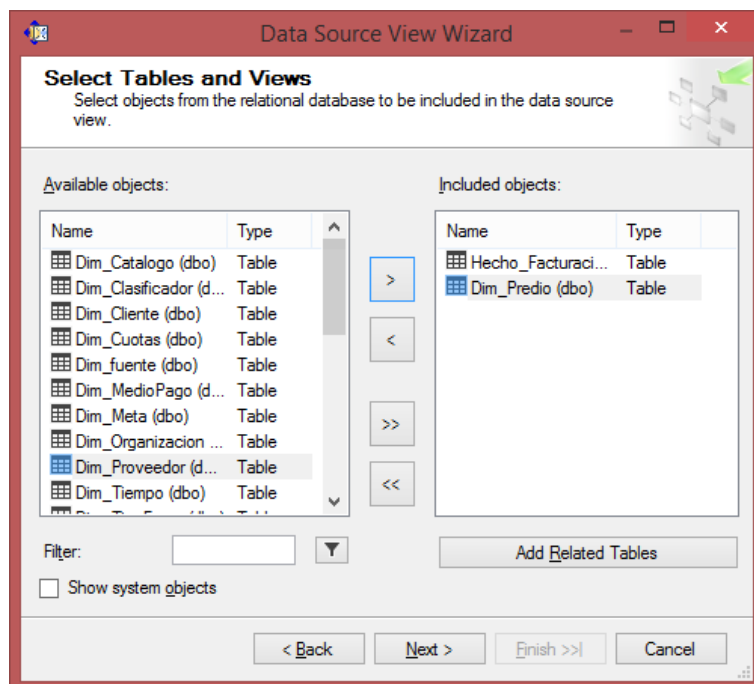 Data Source View Wizard
Select Tables and Views
Select objects from the relational database to be included in the data source
view.
Available objects:
Name Type
Dim_Catalogo (dbo) Table
Dim_Clasificador (d... Table
Dim_Cliente (dbo) Table
Dim_Cuotas (dbo) Table
Dim_fuente (dbo) Table
Dim_MedioPago (d... Table
Dim_Meta (dbo) Table
Dim_Organizacion ... Table
Dim_Proveedor (d... Table
Dim_Tiempo (dbo) Table
>
<
>>
<<
Included objects:
Name Type
Hecho_Facturaci... Table
Dim_Predio (dbo) Table
Filter:
Add Related Tables
Show system objects
< Back
Next >
Finish >>|
Cancel